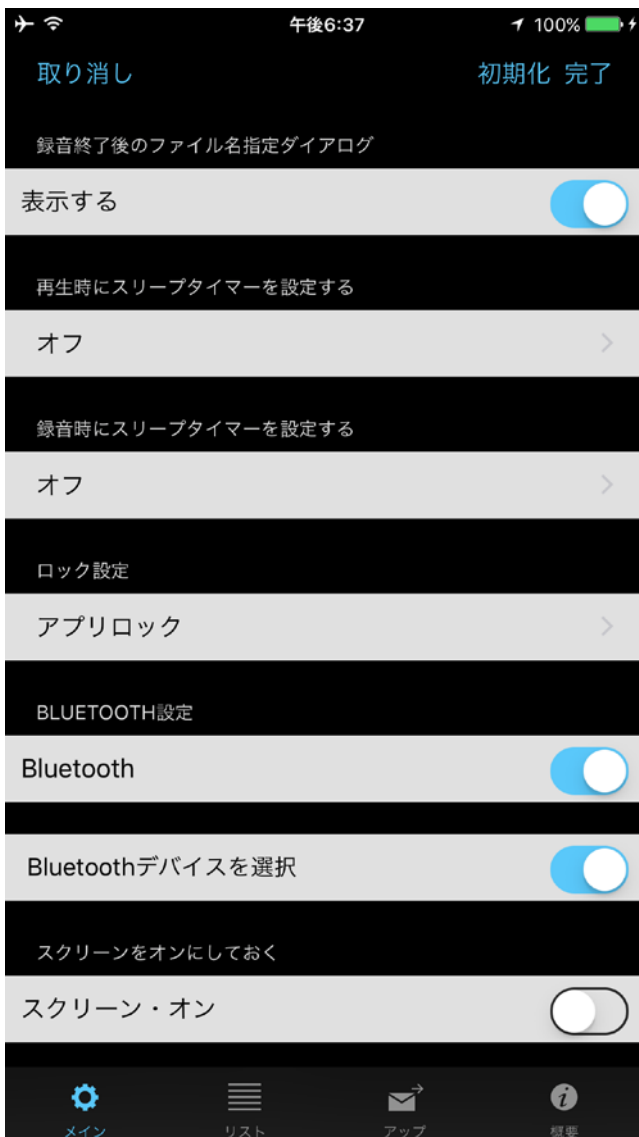 午後6:37 100%
取り消し 初期化 完了
録音終了後のファイル名指定ダイアログ
表示する
再生時にスリープタイマーを設定する
オフ
録音時にスリープタイマーを設定する
オフ
ロック設定
アプリロック
BLUETOOTH設定
Bluetooth
Bluetoothデバイスを選択
スクリーンをオンにしておく
スクリーン・オン
メイン リスト アップ 概要